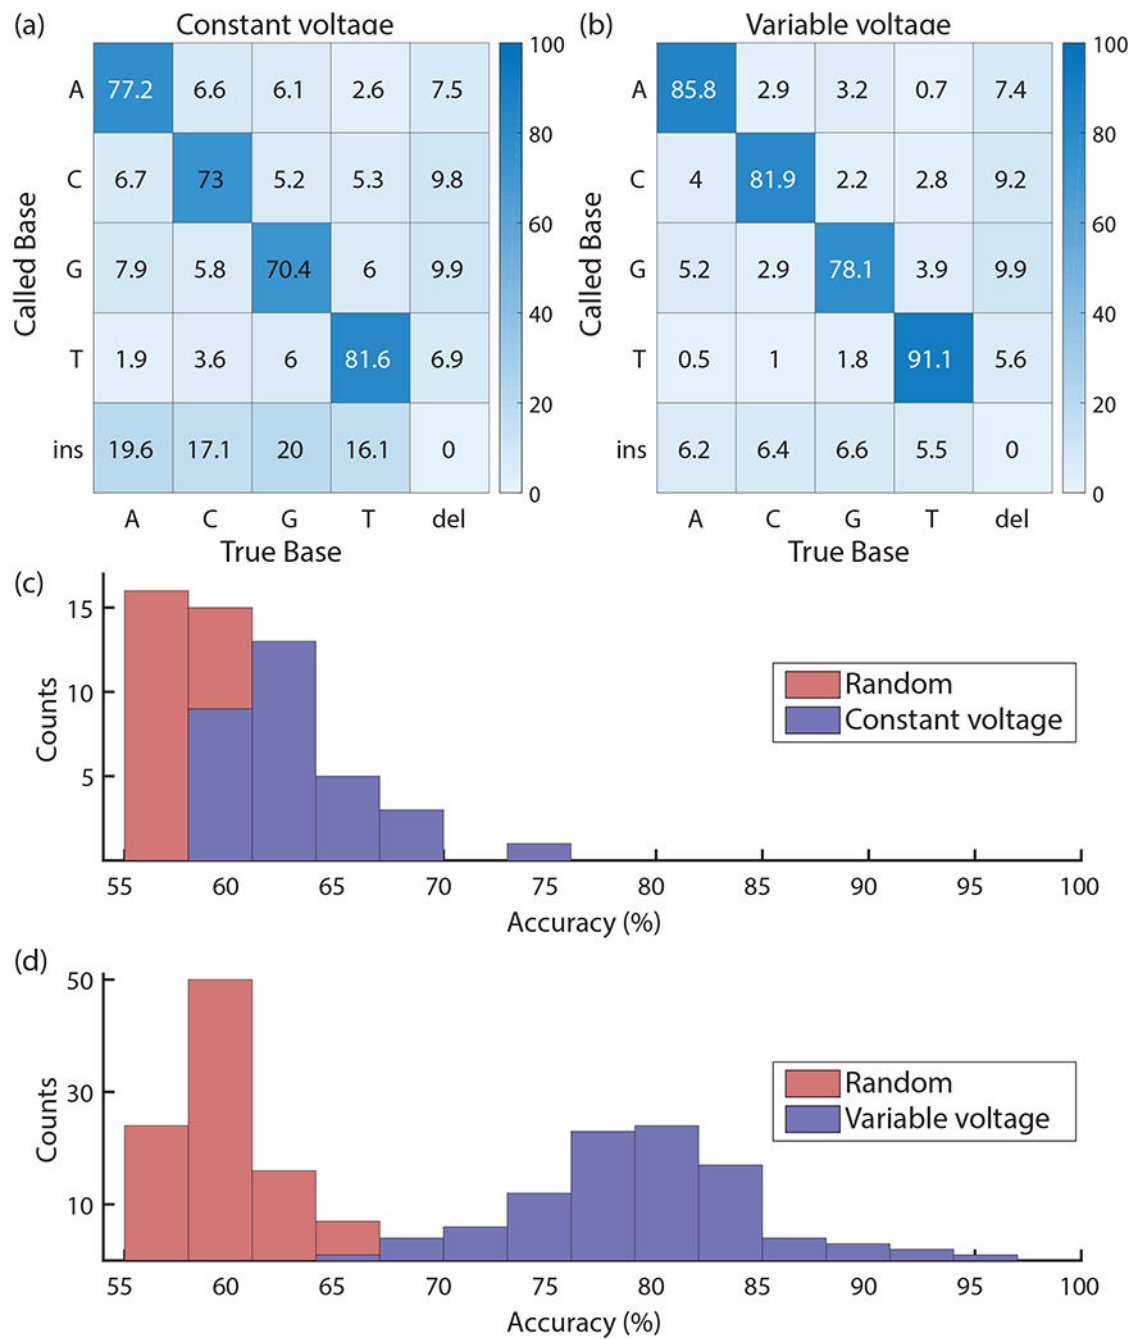 (a) Constant voltage
(b) Variable voltage
Called Base
A 77.2 6.6 6.1 2.6 7.5
C 6.7 73 5.2 5.3 9.8
G 7.9 5.8 70.4 6 9.9
T 1.9 3.6 6 81.6 6.9
ins 19.6 17.1 20 16.1 0
A C G T del
True Base
100
80
60
40
20
0
Called Base
A 85.8 2.9 3.2 0.7 7.4
C 4 81.9 2.2 2.8 9.2
G 5.2 2.9 78.1 3.9 9.9
T 0.5 1 1.8 91.1 5.6
ins 6.2 6.4 6.6 5.5 0
A C G T del
True Base
100
80
60
40
20
0
(c)
Counts
15
10
5
Random
Constant voltage
55 60 65 70 75 80 85 90 95 100
Accuracy (%)
(d)
Counts
50
30
10
Random
Variable voltage
55 60 65 70 75 80 85 90 95 100
Accuracy (%)